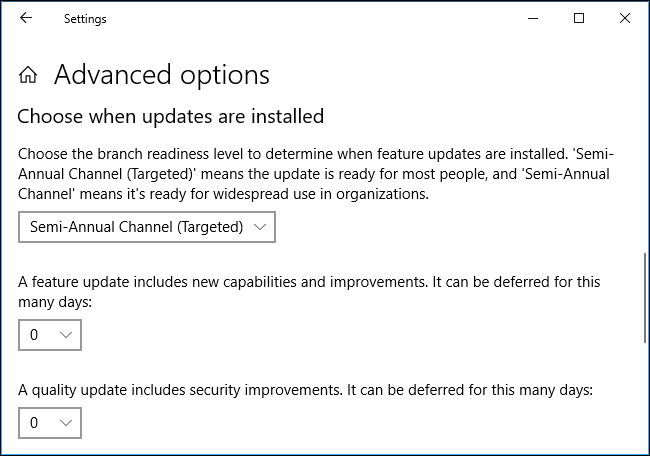 Settings
Advanced options
Choose when updates are installed
Choose the branch readiness level to determine when feature updates are installed. 'Semi-
Annual Channel (Targeted)' means the update is ready for most people, and 'Semi-Annual
Channel' means it's ready for widespread use in organizations.
Semi-Annual Channel (Targeted)
A feature update includes new capabilities and improvements. It can be deferred for this
many days:
0
A quality update includes security improvements. It can be deferred for this many days:
0